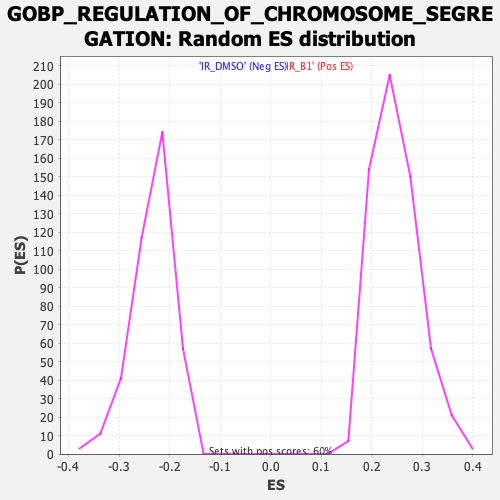 GOBP_REGULATION_OF_CHROMOSOME_SEGRE
GATION: Random ES distribution
'IR_DMSO' (Neg ES)
IR_B1' (Pos ES)
210
200
190
180
170
160
150
140
130
120
110
100
90
80
70
60
50
40
30
20
10
0
P(ES)
Sets with pos scores: 60%
-0.4 -0.3 -0.2 -0.1 0.0 0.1 0.2 0.3 0.4
ES